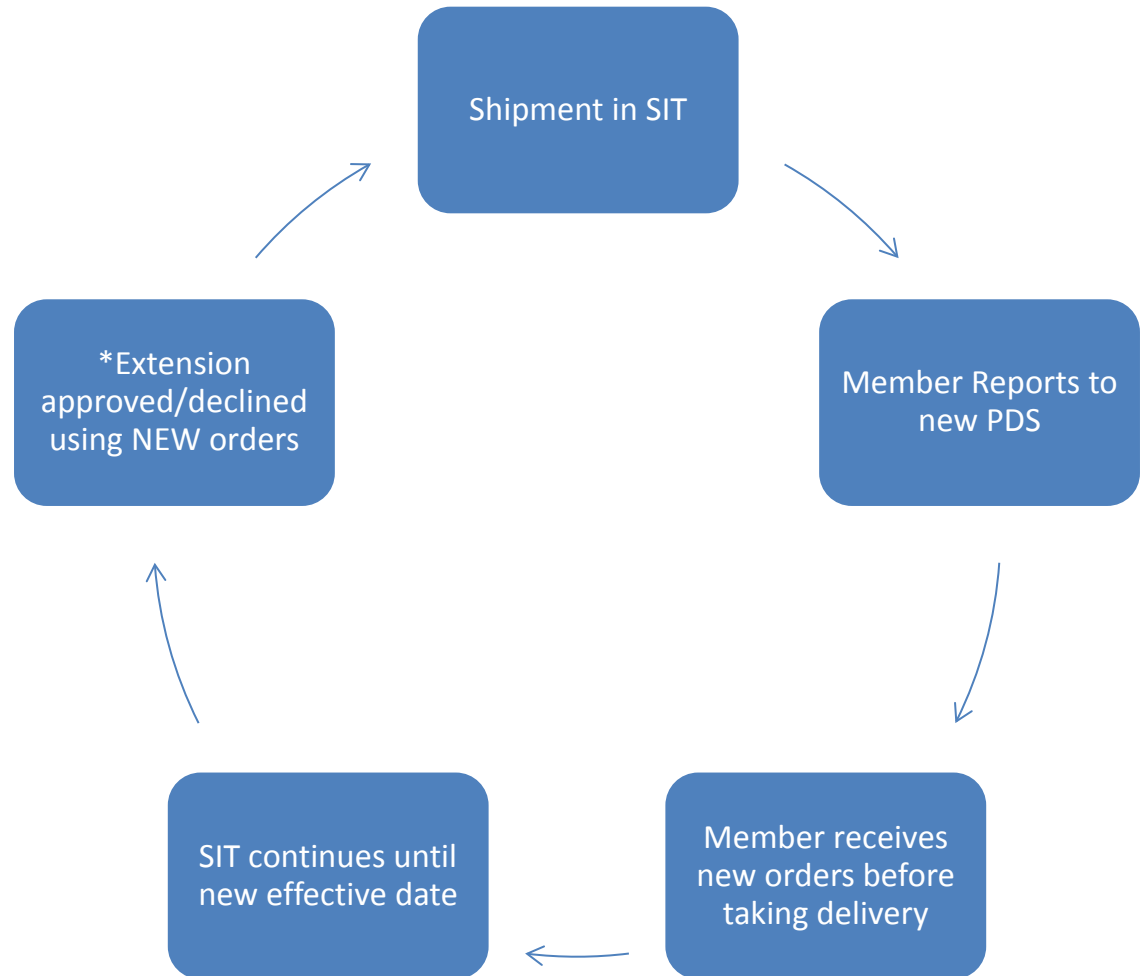 Shipment in SIT
Member Reports to
new PDS
Member receives
new orders before
taking delivery
SIT continues until
new effective date
*Extension
approved/declined
using NEW orders